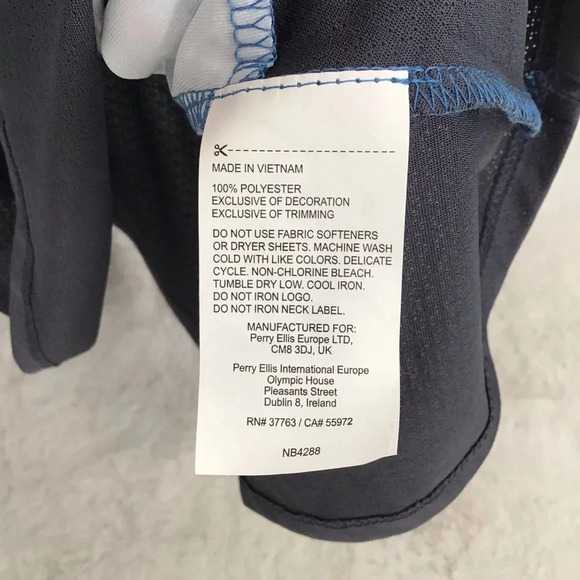 MADE IN VIETNAM
100% POLYESTER
EXCLUSIVE OF DECORATION
EXCLUSIVE OF TRIMMING
DO NOT USE FABRIC SOFTENERS
OR DRYER SHEETS. MACHINE WASH
COLD WITH LIKE COLORS. DELICATE
CYCLE. NON-CHLORINE BLEACH.
TUMBLE DRY LOW. COOL IRON.
DO NOT IRON LOGO.
DO NOT IRON NECK LABEL.
MANUFACTURED FOR:
Perry Ellis Europe LTD,
CM8 3DJ, UK
Perry Ellis International Europe
Olympic House
Pleasants Street
Dublin 8, Ireland
RN# 37763 / CA# 55972
NB4288